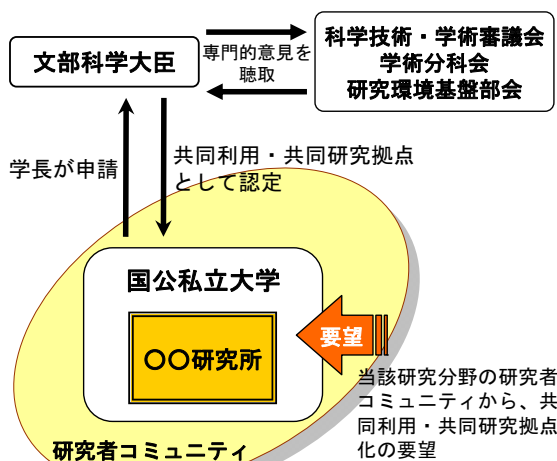 文部科学大臣
専門的意見を
聴取
科学技術・学術審議会
学術分科会
研究環境基盤部会
学長が申請
共同利用・共同研究拠点
として認定
国公私立大学
〇〇研究所
要望
当該研究分野の研究者
コミュニティから、共
同利用・共同研究拠点
化の要望
研究者コミュニティ